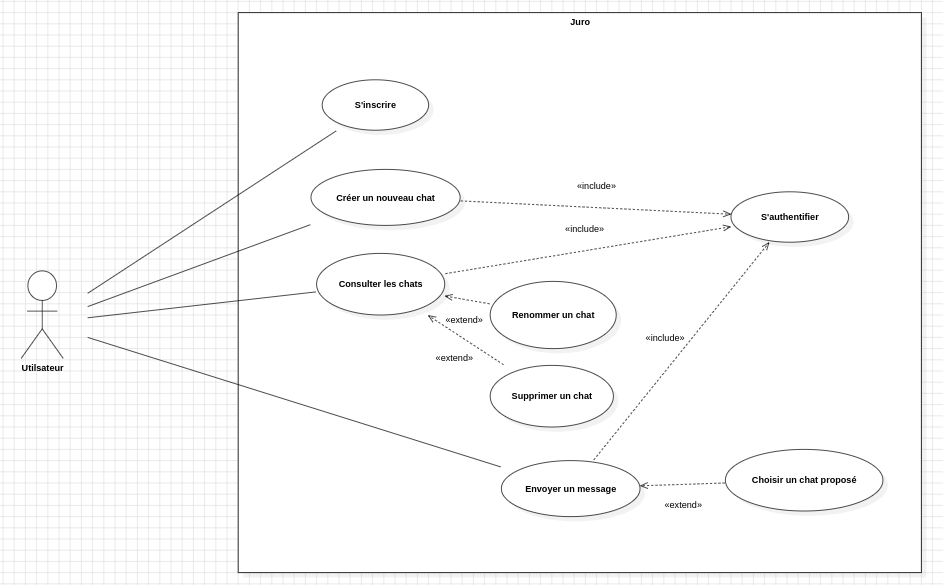 Juro
S'inscrire
Créer un nouveau chat
«include»
S'authentifier
«include»
Consulter les chats
Renommer un chat
«extend»
«include»
«extend»
Utilsateur
Supprimer un chat
Envoyer un message
Choisir un chat proposé
«extend»